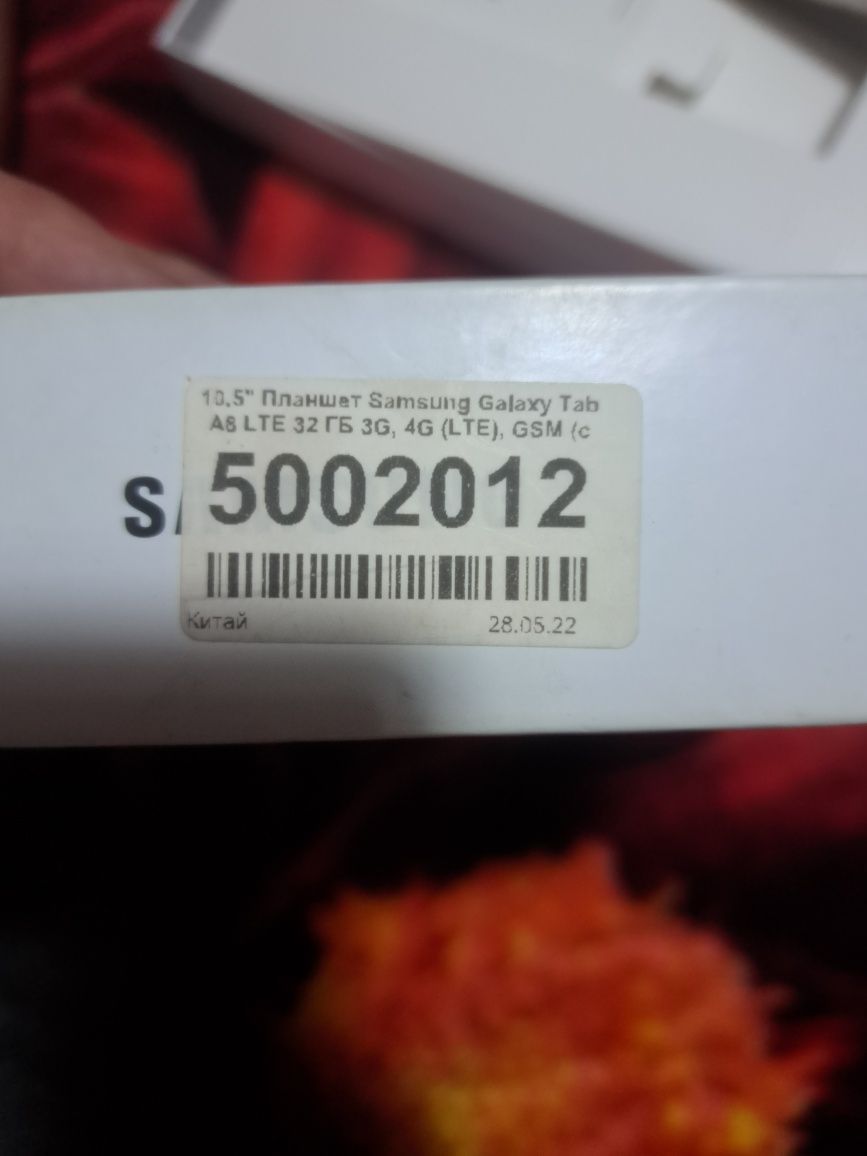 10.5" Планшет Samsung Galaxy Tab
A8 LTE 32 ГБ 3G, 4G (LTE), GSM (с
5002012
Китай
28.05.22